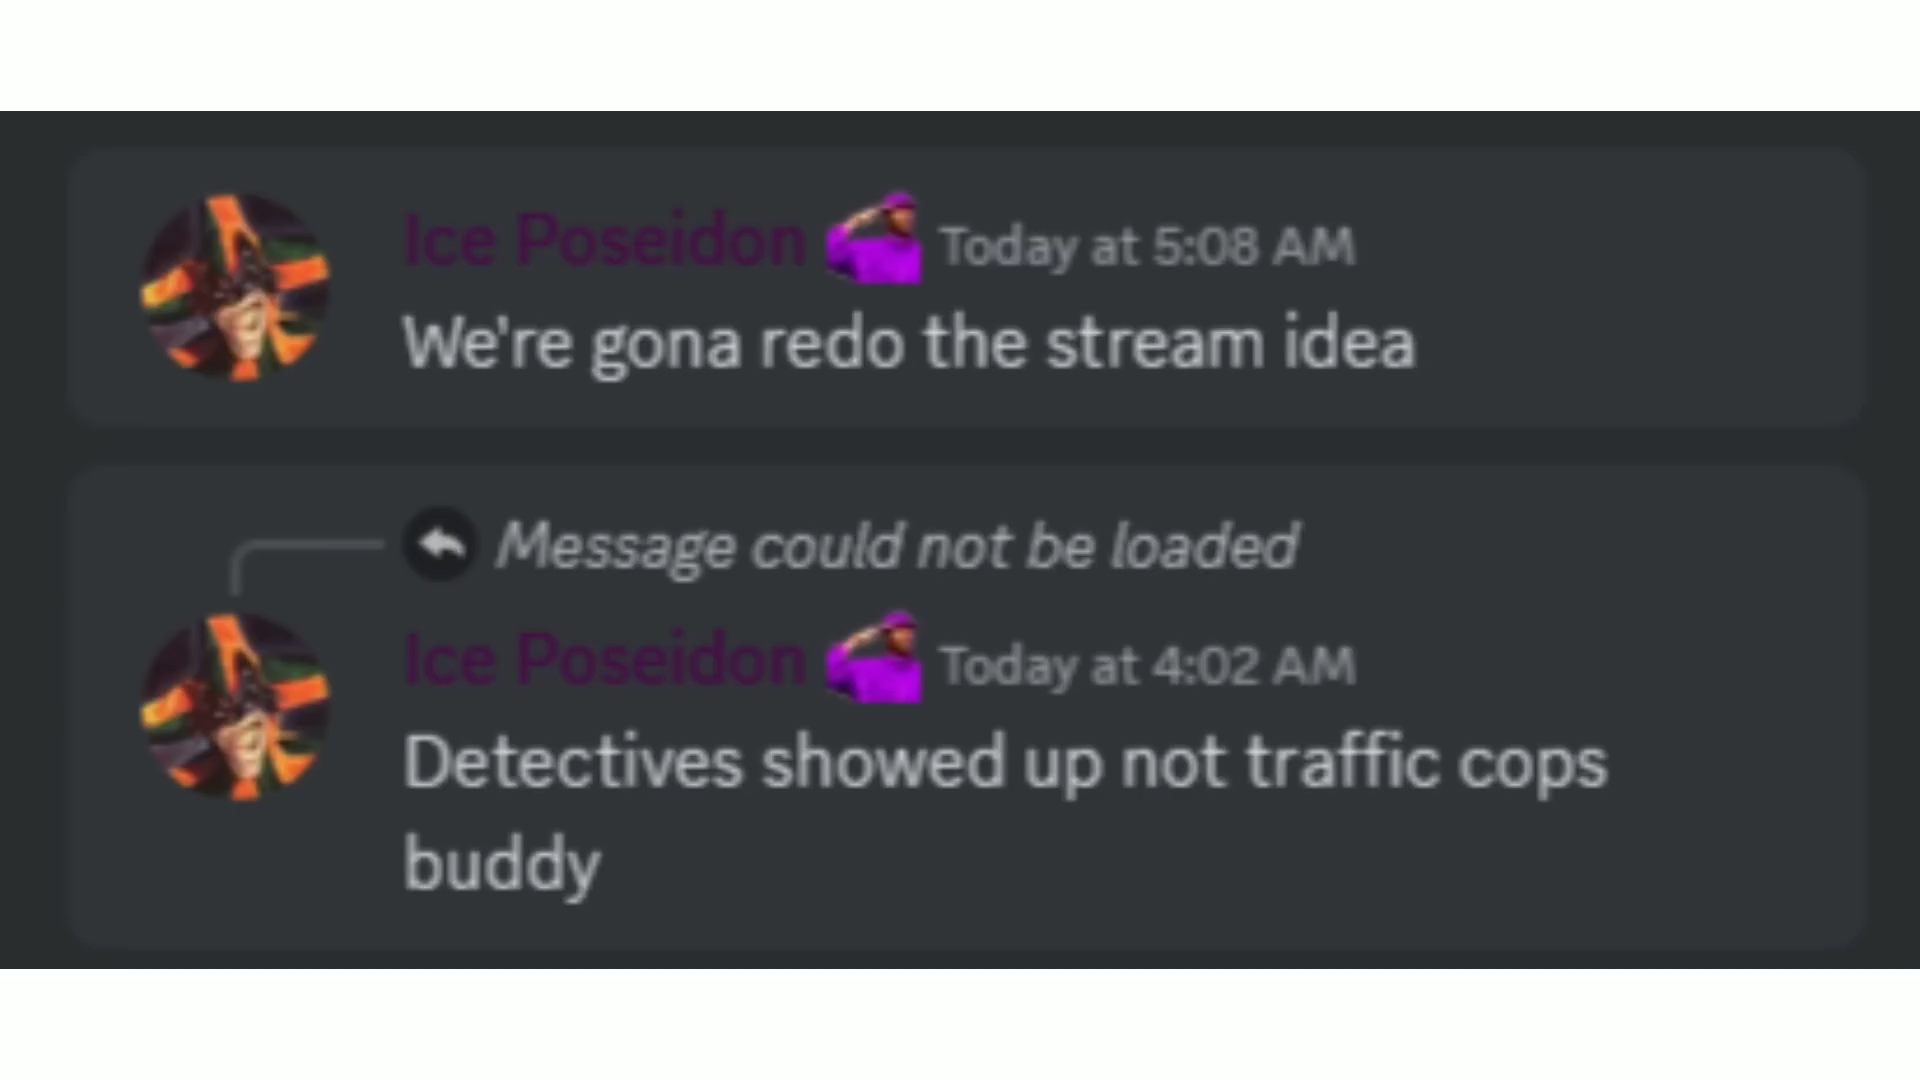 Ice Poseidon Today at 5:08 AM
We're gona redo the stream idea
Message could not be loaded
Ice Poseidon Today at 4:02 AM
Detectives showed up not traffic cops
buddy